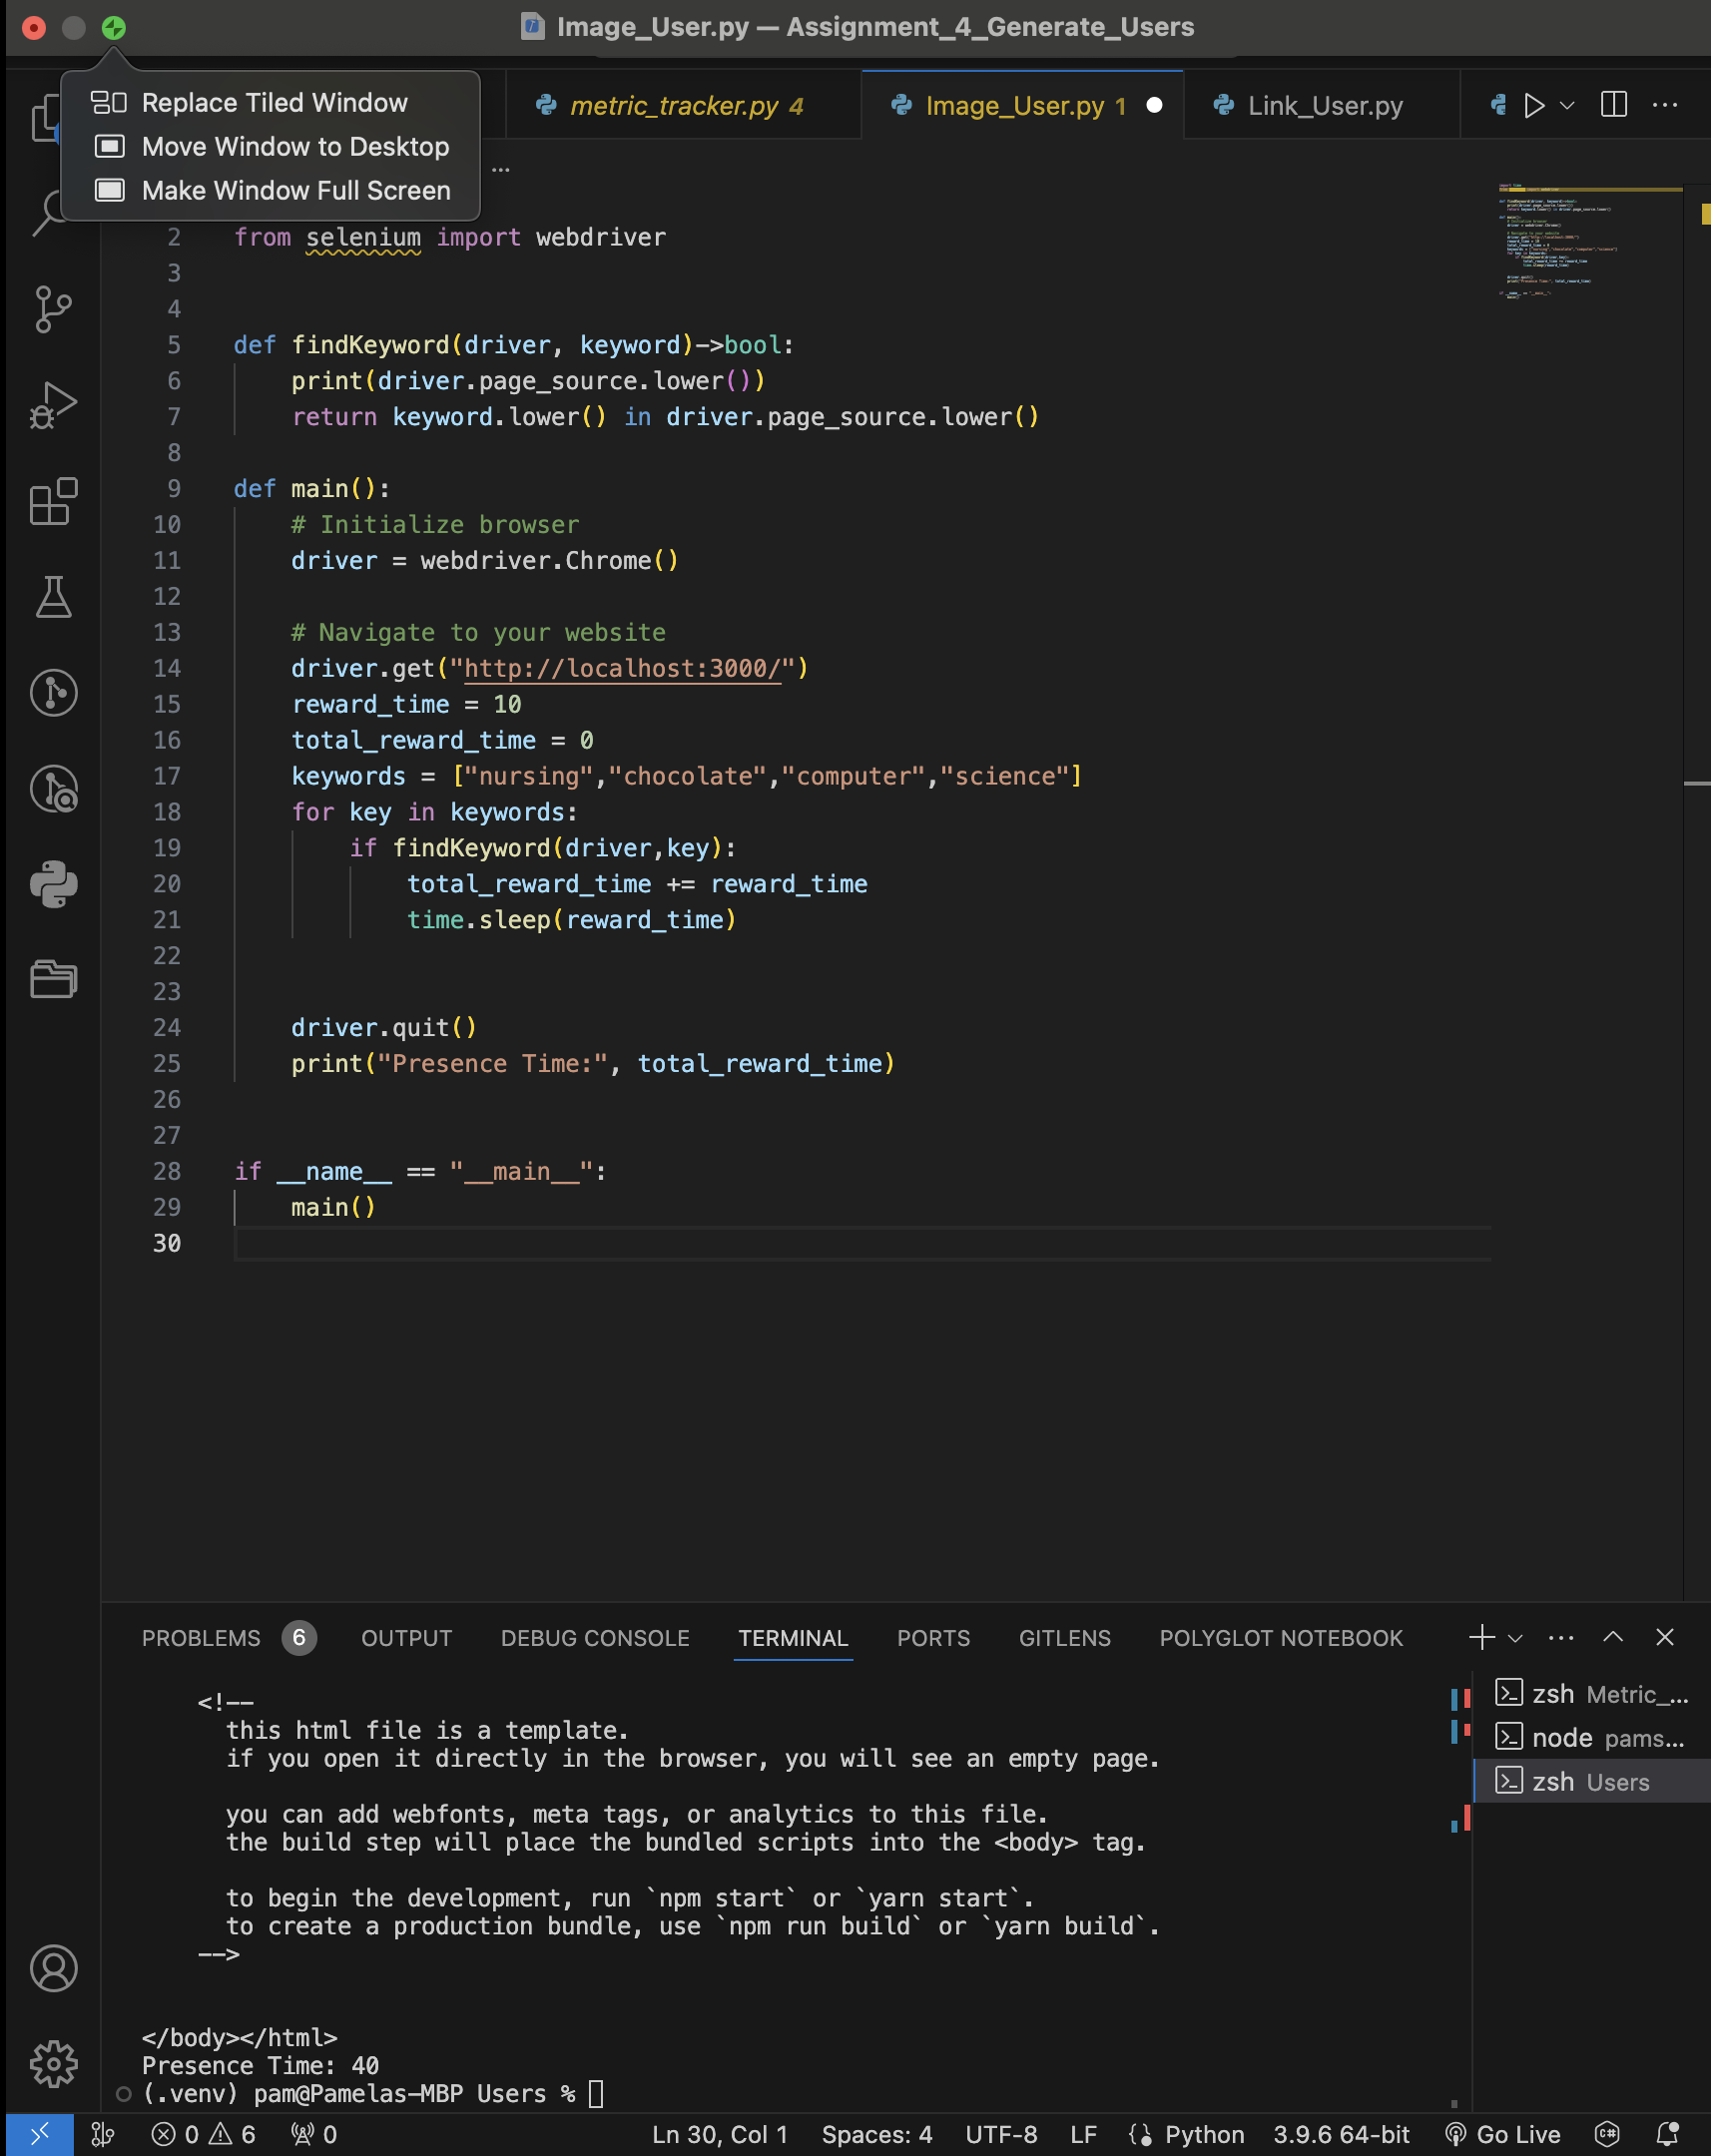 Image_User.py — Assignment_4_Generate_Users
Replace Tiled Window
Move Window to Desktop
Make Window Full Screen
metric_tracker.py 4
Image_User.py 1
Link_User.py
...
2 from selenium import webdriver
3
4
5 def findKeyword(driver, keyword)->bool:
6 print(driver.page_source.lower())
7 return keyword.lower() in driver.page_source.lower()
8
9 def main():
10 # Initialize browser
11 driver = webdriver.Chrome()
12
13 # Navigate to your website
14 driver.get("http://localhost:3000/")
15 reward_time = 10
16 total_reward_time = 0
17 keywords = ["nursing","chocolate","computer","science"]
18 for key in keywords:
19 if findKeyword(driver,key):
20 total_reward_time += reward_time
21 time.sleep(reward_time)
22
23
24 driver.quit()
25 print("Presence Time:", total_reward_time)
26
27
28 if __name__ == "__main__":
29 main()
30
PROBLEMS 6 OUTPUT DEBUG CONSOLE TERMINAL PORTS GITLENS POLYGLOT NOTEBOOK
<!--
this html file is a template.
if you open it directly in the browser, you will see an empty page.
you can add webfonts, meta tags, or analytics to this file.
the build step will place the bundled scripts into the <body> tag.
to begin the development, run `npm start` or `yarn start`.
to create a production bundle, use `npm run build` or `yarn build`.
-->
</body></html>
Presence Time: 40
(.venv) pam@Pamelas-MBP Users %
zsh Metric_...
node pams...
zsh Users
0 6 0 Ln 30, Col 1 Spaces: 4 UTF-8 LF Python 3.9.6 64-bit Go Live